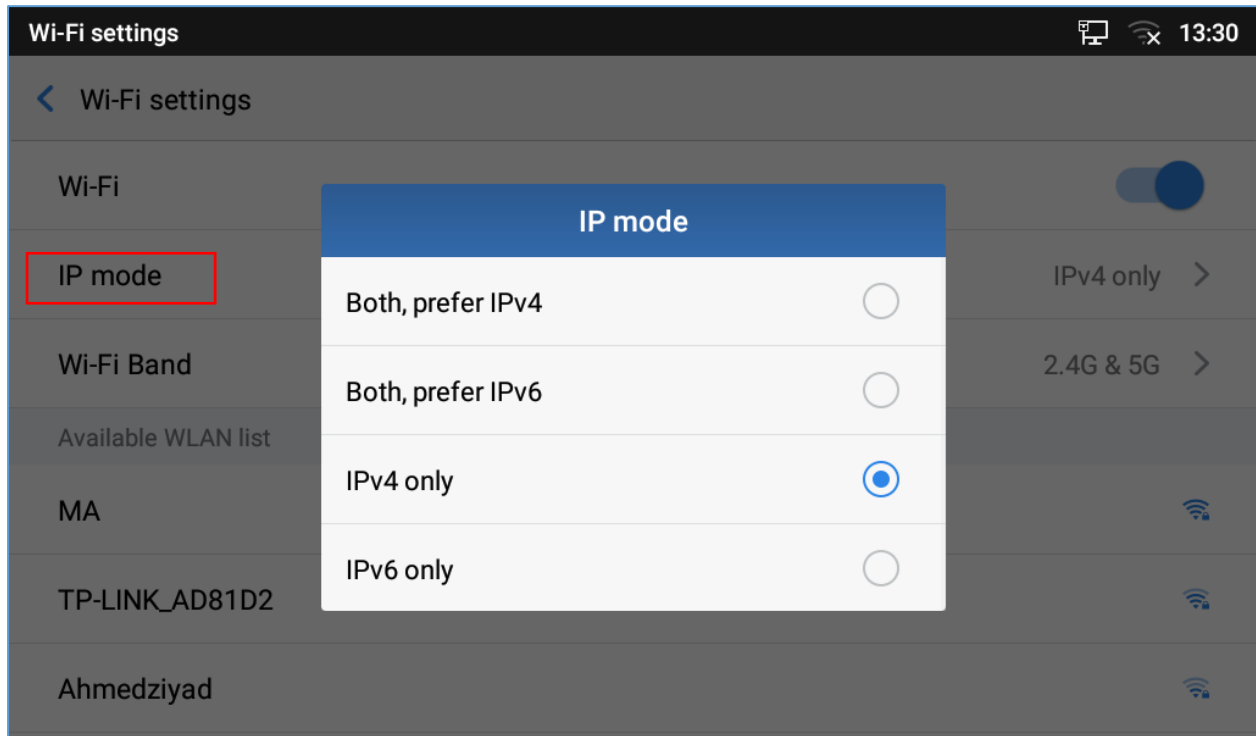 Wi-Fi settings 13:30
Wi-Fi settings
Wi-Fi
IP mode
IP mode IPv4 only
Both, prefer IPv4
Wi-Fi Band 2.4G & 5G
Both, prefer IPv6
Available WLAN list
IPv4 only
MA
IPv6 only
TP-LINK_AD81D2
Ahmedziyad